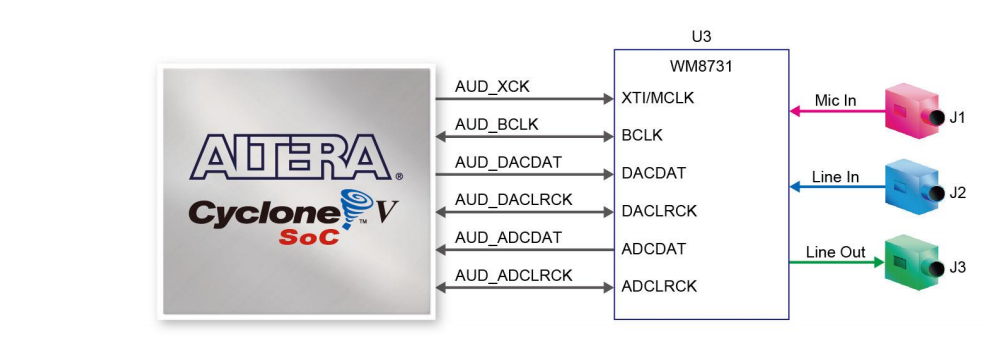 U3
WM8731
ALTERA®
Cyclone™ V
SoC
AUD_XCK
AUD_BCLK
AUD_DACDAT
AUD_DACLRCK
AUD_ADCDAT
AUD_ADCLRCK
XTI/MCLK
BCLK
DACDAT
DACLRCK
ADCDAT
ADCLRCK
Mic In
J1
Line In
J2
Line Out
J3